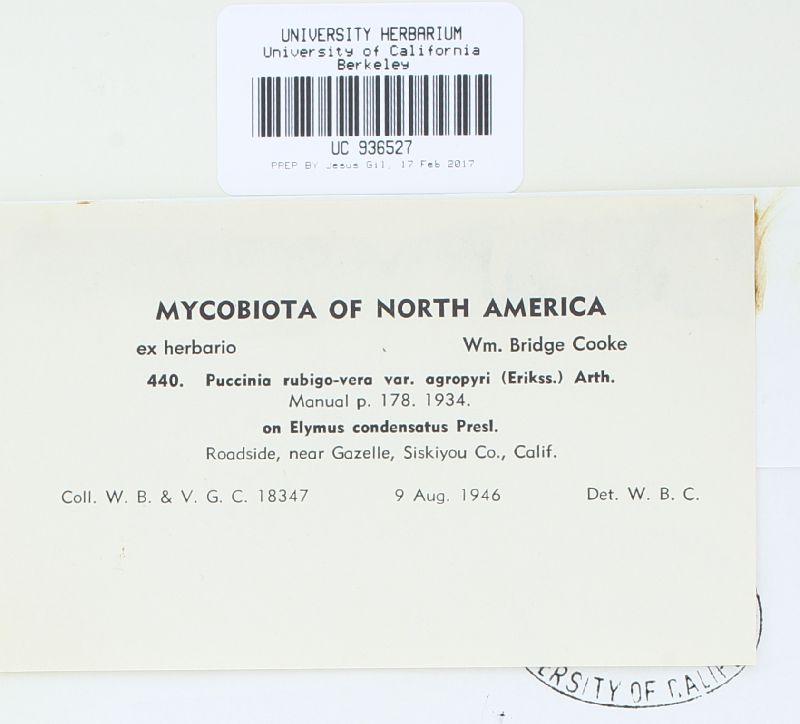 UNIVERSITY HERBARIUM
University of California
Berkeley
UC 936527
PREP BY Jesus Gil, 17 Feb 2017
MYCOBIOTA OF NORTH AMERICA
ex herbario Wm. Bridge Cooke
440. Puccinia rubigo-vera var. agropyri (Erikss.) Arth.
Manual p. 178. 1934.
on Elymus condensatus Presl.
Roadside, near Gazelle, Siskiyou Co., Calif.
Coll. W. B. & V. G. C. 18347 9 Aug. 1946 Det. W. B. C.
ERSITY OF CALIF